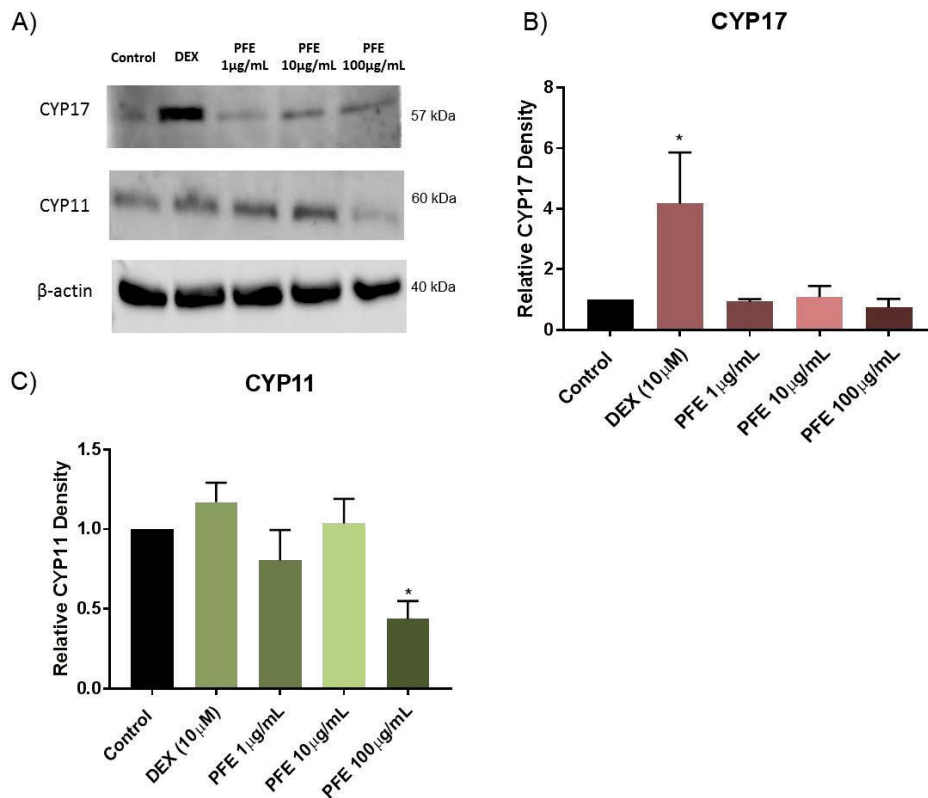 A)
Control DEX PFE 1µg/mL PFE 10µg/mL PFE 100µg/mL
CYP17 57 kDa
CYP11 60 kDa
β-actin 40 kDa
B)
CYP17
Relative CYP17 Density
8
6
4
2
0
*
Control
DEX (10µM)
PFE 1µg/mL
PFE 10µg/mL
PFE 100µg/mL
C)
CYP11
Relative CYP11 Density
1.5
1.0
0.5
0.0
*
Control
DEX (10µM)
PFE 1µg/mL
PFE 10µg/mL
PFE 100µg/mL